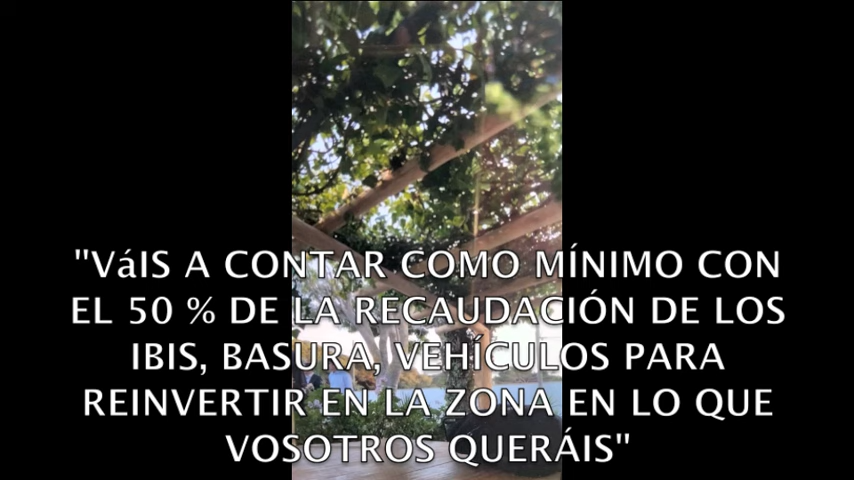 "VáIS A CONTAR COMO MÍNIMO CON
EL 50 % DE LA RECAUDACIÓN DE LOS
IBIS, BASURA, VEHÍCULOS PARA
REINVERTIR EN LA ZONA EN LO QUE
VOSOTROS QUERÁIS"